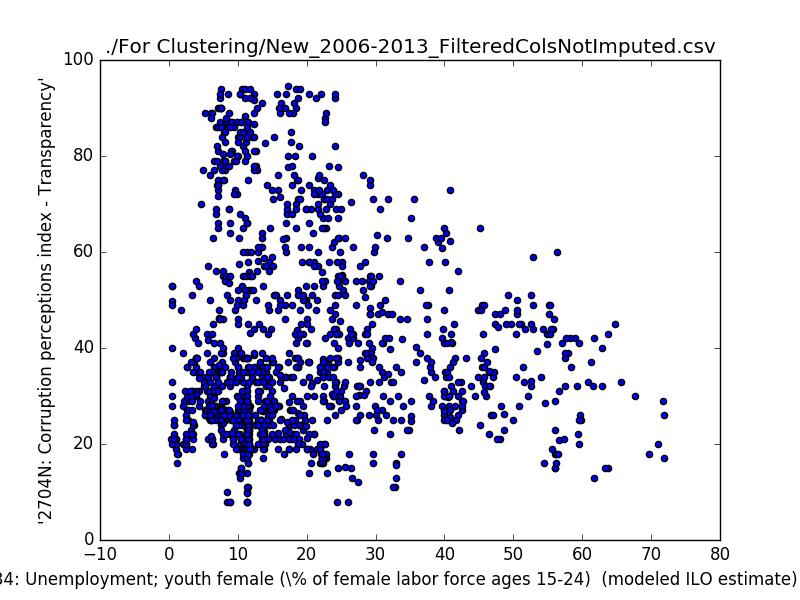 ./For Clustering/New_2006-2013_FilteredColsNotImputed.csv
'2704N: Corruption perceptions index - Transparency'
100
80
60
40
20
0
−10 0 10 20 30 40 50 60 70 80
34: Unemployment; youth female (\% of female labor force ages 15-24) (modeled ILO estimate)